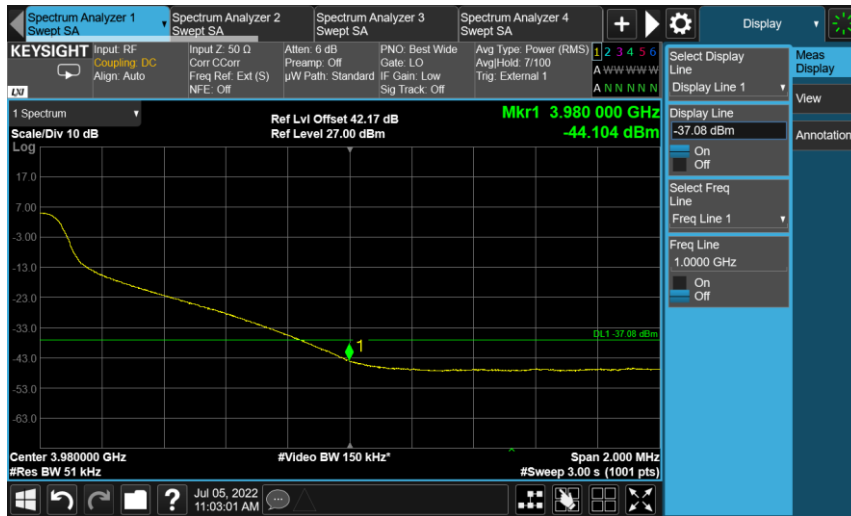 Spectrum Analyzer 1
Swept SA
Spectrum Analyzer 2
Swept SA
Spectrum Analyzer 3
Swept SA
Spectrum Analyzer 4
Swept SA
Display
KEYSIGHT
LXI
Input: RF
Coupling: DC
Align: Auto
Input Z: 50 Ω
Corr CCorr
Freq Ref: Ext (S)
NFE: Off
Atten: 6 dB
Preamp: Off
µW Path: Standard
PNO: Best Wide
Gate: LO
IF Gain: Low
Sig Track: Off
Avg Type: Power (RMS)
Avg|Hold: 7/100
Trig: External 1
1 2 3 4 5 6
A W W W W W
A N N N N N
1 Spectrum
Scale/Div 10 dB
Log
Ref Lvl Offset 42.17 dB
Ref Level 27.00 dBm
Mkr1 3.980 000 GHz
-44.104 dBm
17.0
7.00
-3.00
-13.0
-23.0
-33.0
-43.0
-53.0
-63.0
DL1 -37.08 dBm
1
Center 3.980000 GHz
#Res BW 51 kHz
#Video BW 150 kHz*
Span 2.000 MHz
#Sweep 3.00 s (1001 pts)
Select Display
Line
Display Line 1
Display Line
-37.08 dBm
On
Off
Select Freq
Line
Freq Line 1
Freq Line
1.0000 GHz
On
Off
Meas
Display
View
Annotation
?
Jul 05, 2022
11:03:01 AM